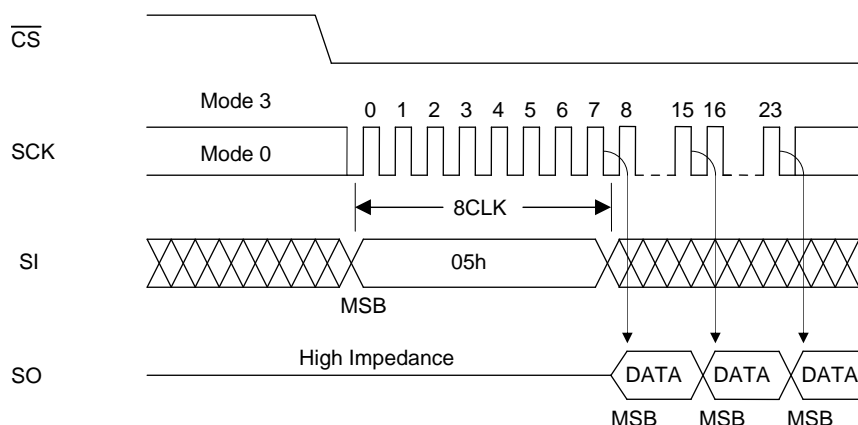 CS
Mode 3
0 1 2 3 4 5 6 7 8 15 16 23
SCK
Mode 0
8CLK
SI
05h
MSB
High Impedance
SO
DATA DATA DATA
MSB MSB MSB